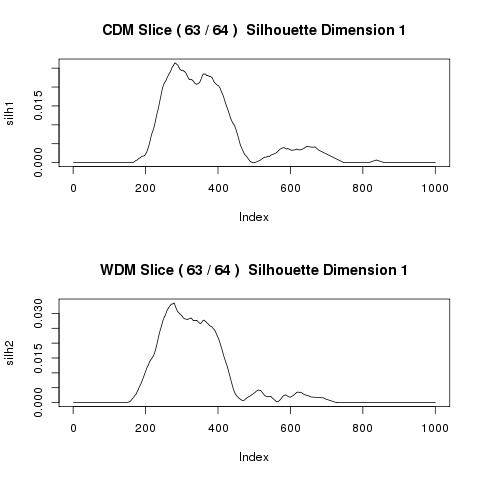 CDM Slice ( 63 / 64 )  Silhouette Dimension 1
silh1
0.015
0.000
0 200 400 600 800 1000
Index
WDM Slice ( 63 / 64 )  Silhouette Dimension 1
silh2
0.030
0.015
0.000
0 200 400 600 800 1000
Index